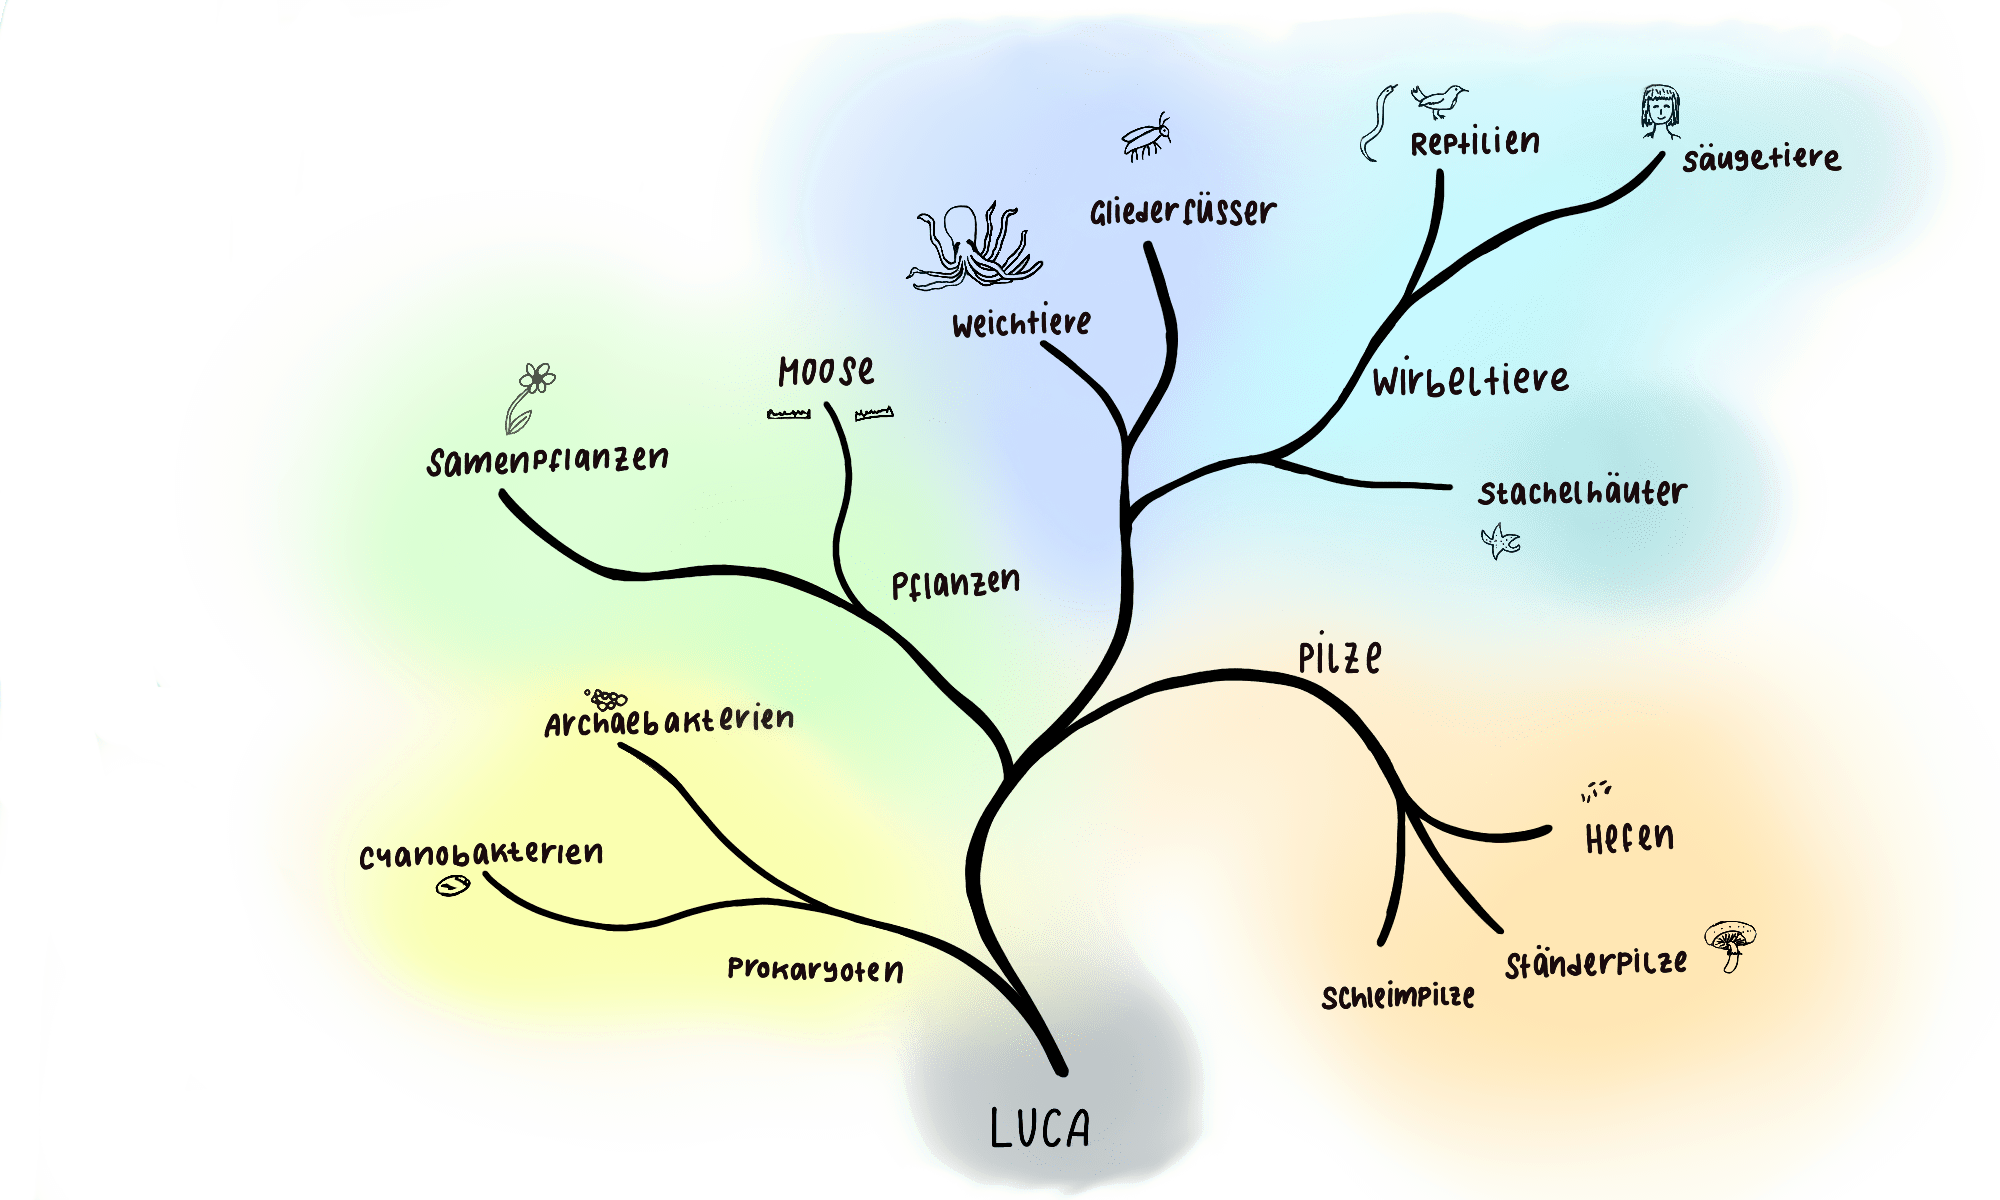 Reptilien
Säugetiere
Gliederfüsser
Weichtiere
Moose
Wirbeltiere
Samenpflanzen
Stachelhäuter
Pflanzen
Pilze
Archaebakterien
Hefen
Cyanobakterien
Ständerpilze
Prokaryoten
Schleimpilze
LUCA